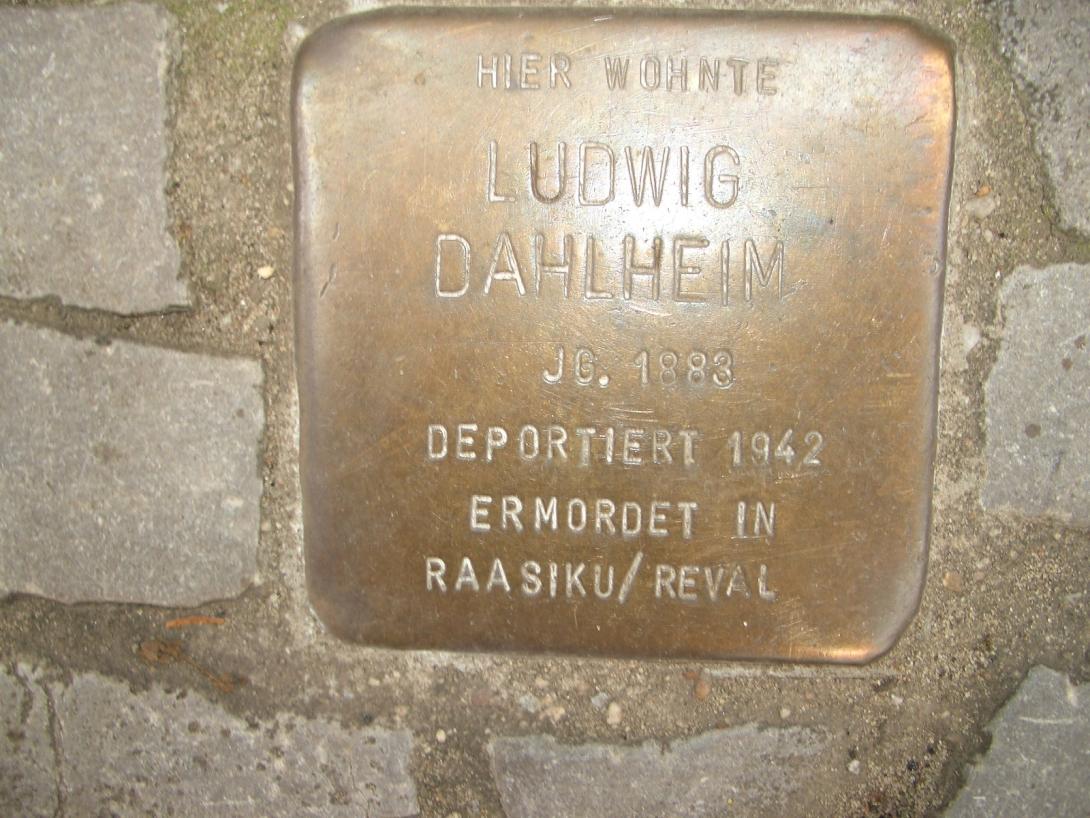 HIER WOHNTE
LUDWIG
DAHLHEIM
JG. 1883
DEPORTIERT 1942
ERMORDET IN
RAASIKU/REVAL